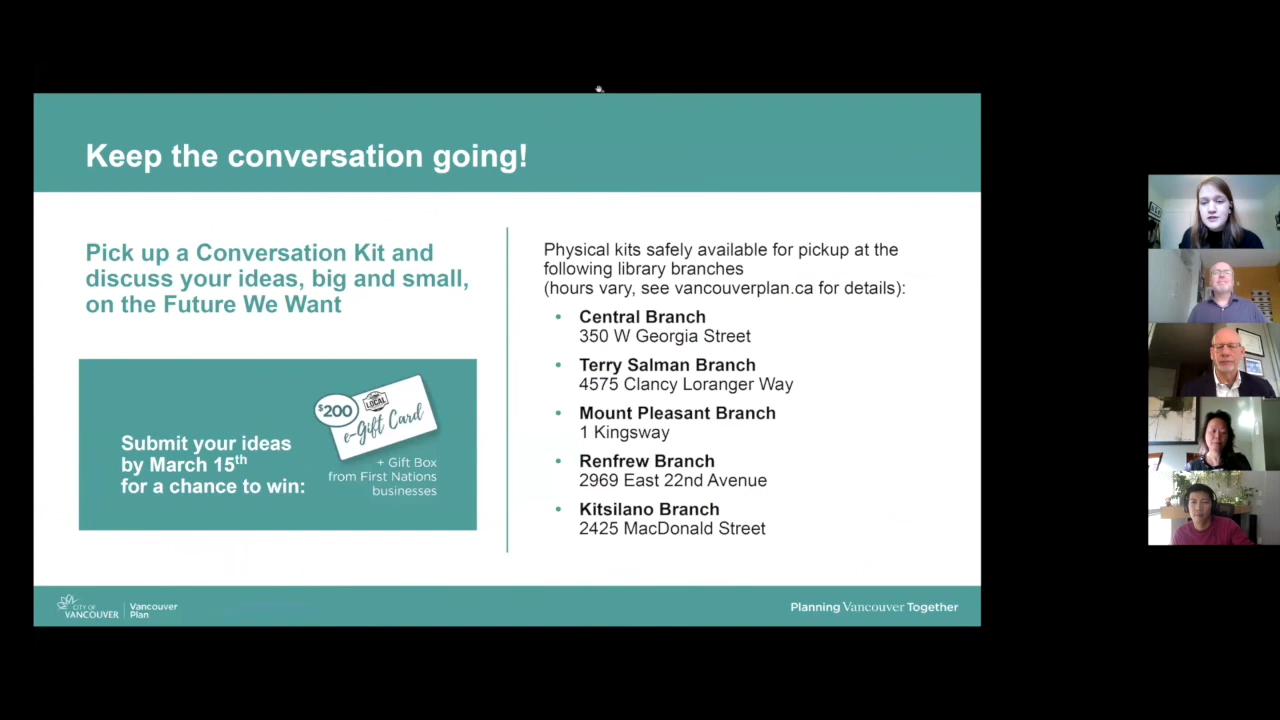 Keep the conversation going!
Pick up a Conversation Kit and
discuss your ideas, big and small,
on the Future We Want
Submit your ideas
by March 15th
for a chance to win:
$200
LOCAL
e-Gift Card
+ Gift Box
from First Nations
businesses
Physical kits safely available for pickup at the
following library branches
(hours vary, see vancouverplan.ca for details):
• Central Branch
350 W Georgia Street
• Terry Salman Branch
4575 Clancy Loranger Way
• Mount Pleasant Branch
1 Kingsway
• Renfrew Branch
2969 East 22nd Avenue
• Kitsilano Branch
2425 MacDonald Street
CITY OF
VANCOUVER
Vancouver
Plan
Planning Vancouver Together